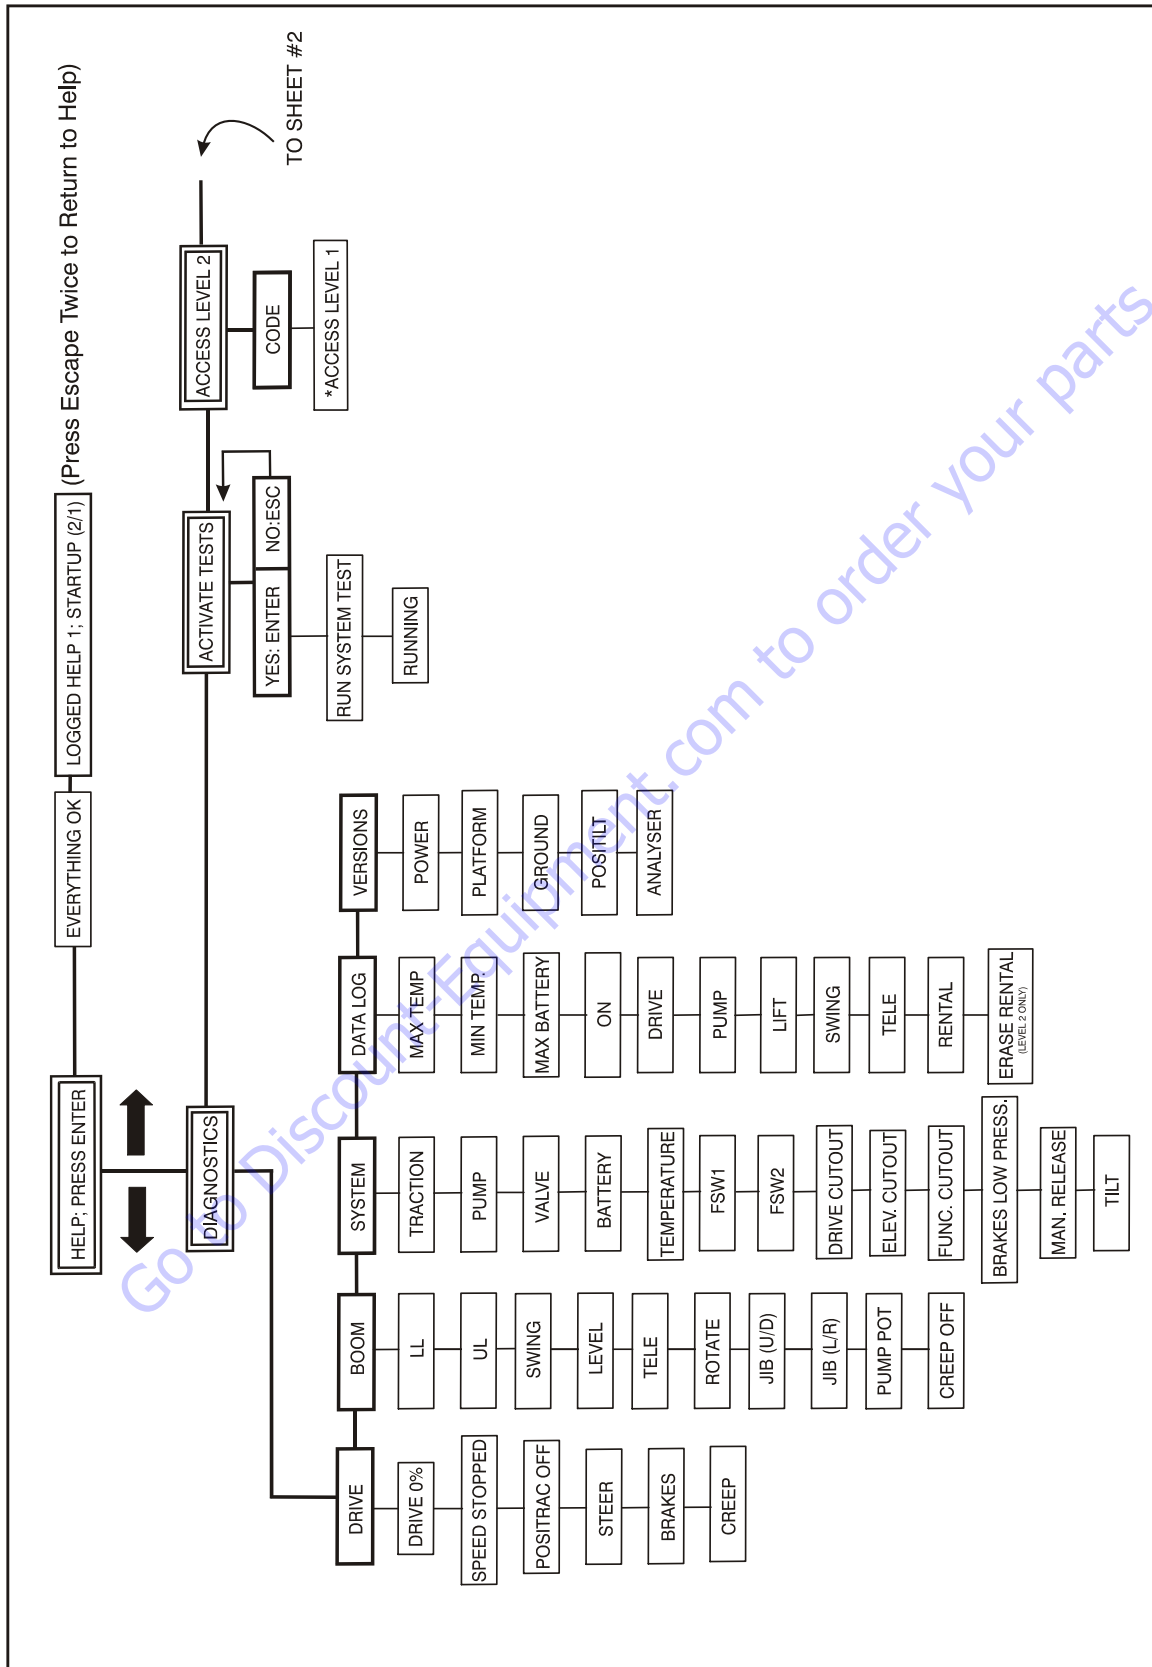 HELP; PRESS ENTER
EVERYTHING OK
LOGGED HELP 1; STARTUP (2/1)
(Press Escape Twice to Return to Help)
DIAGNOSTICS
ACTIVATE TESTS
ACCESS LEVEL 2
TO SHEET #2
YES: ENTER
NO:ESC
RUN SYSTEM TEST
RUNNING
CODE
*ACCESS LEVEL 1
DRIVE
DRIVE 0%
SPEED STOPPED
POSITRAC OFF
STEER
BRAKES
CREEP
BOOM
LL
UL
SWING
LEVEL
TELE
ROTATE
JIB (U/D)
JIB (L/R)
PUMP POT
CREEP OFF
SYSTEM
TRACTION
PUMP
VALVE
BATTERY
TEMPERATURE
FSW1
FSW2
DRIVE CUTOUT
ELEV. CUTOUT
FUNC. CUTOUT
BRAKES LOW PRESS.
MAN. RELEASE
TILT
DATA LOG
MAX TEMP
MIN TEMP.
MAX BATTERY
ON
DRIVE
PUMP
LIFT
SWING
TELE
RENTAL
ERASE RENTAL
(LEVEL 2 ONLY)
VERSIONS
POWER
PLATFORM
GROUND
POSITILT
ANALYSER
Go to Discount-Equipment.com to order your parts